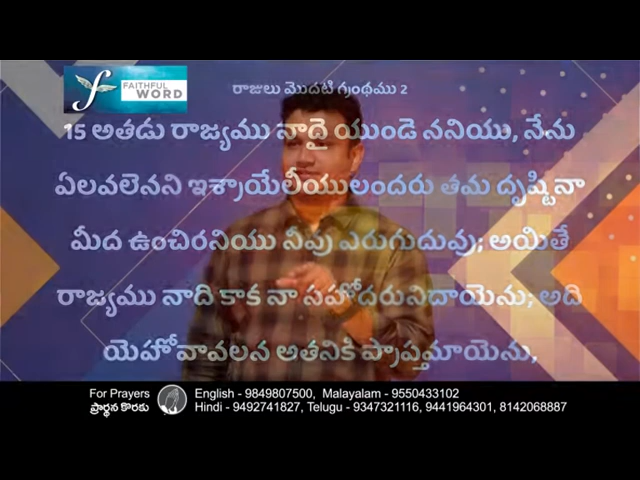 FAITHFUL
WORD
రాజులు మొదటి గ్రంథము 2
15 అతడు రాజ్యము నాదై యుండె ననియు, నేను
ఏలవలెనని ఇశ్రాయేలీయులందరు తమ దృష్టి నా
మీద ఉంచిరనియు నీవు ఎరుగుదువు; అయితే
రాజ్యము నాది కాక నా సహోదరునిదాయెను; అది
యెహోవావలన అతనికి ప్రాప్తమాయెను,
For Prayers
ప్రార్థన కొరకు
English - 9849807500, Malayalam - 9550433102
Hindi - 9492741827, Telugu - 9347321116, 9441964301, 8142068887